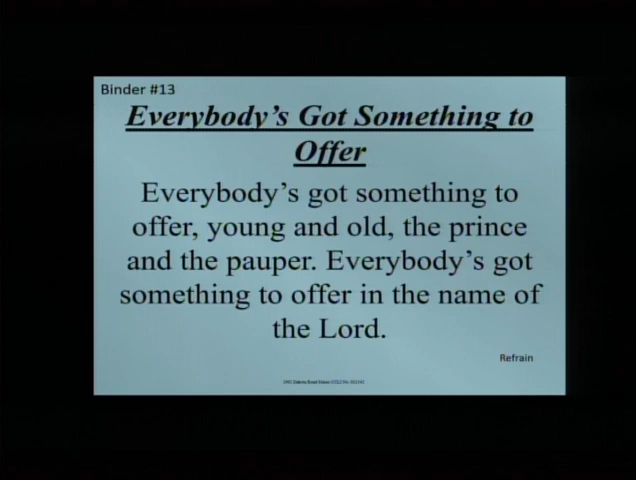 Binder #13
Everybody's Got Something to
Offer
Everybody's got something to
offer, young and old, the prince
and the pauper. Everybody's got
something to offer in the name of
the Lord.
Refrain